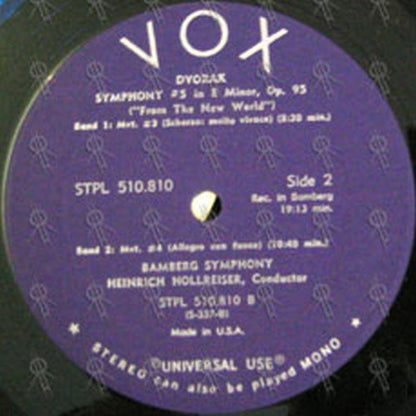 VOX
DVORAK
SYMPHONY #5 in E Minor, Op. 95
("From The New World")
Band 1: Mvt. #3 (Scherzo: molto vivace) (8:30 min.)
STPL 510.810
Side 2
Rec. in Bamberg
19:13 min.
Band 2: Mvt. #4 (Allegro con fuoco) (10:40 min.)
BAMBERG SYMPHONY
HEINRICH HOLLREISER, Conductor
STPL 510.810 B
(S-337-B)
Made in U.S.A.
©UNIVERSAL USE®
★ STEREO can also be played MONO ★